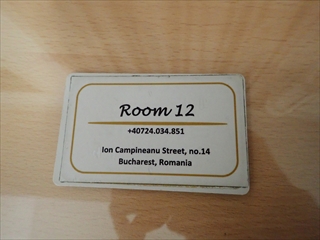 Room 12
+40724.034.851
Ion Campineanu Street, no.14
Bucharest, Romania